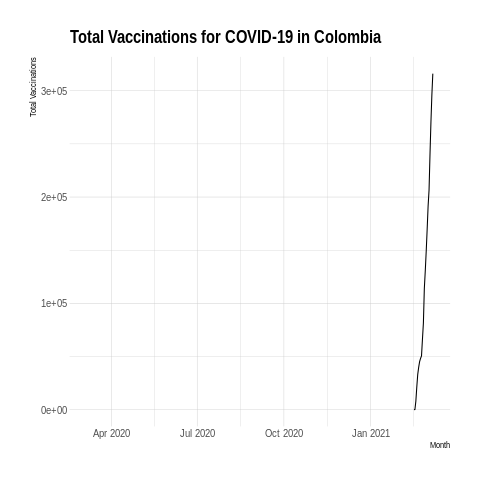 Total Vaccinations for COVID-19 in Colombia
Total Vaccinations
3e+05
2e+05
1e+05
0e+00
Apr 2020 Jul 2020 Oct 2020 Jan 2021
Month